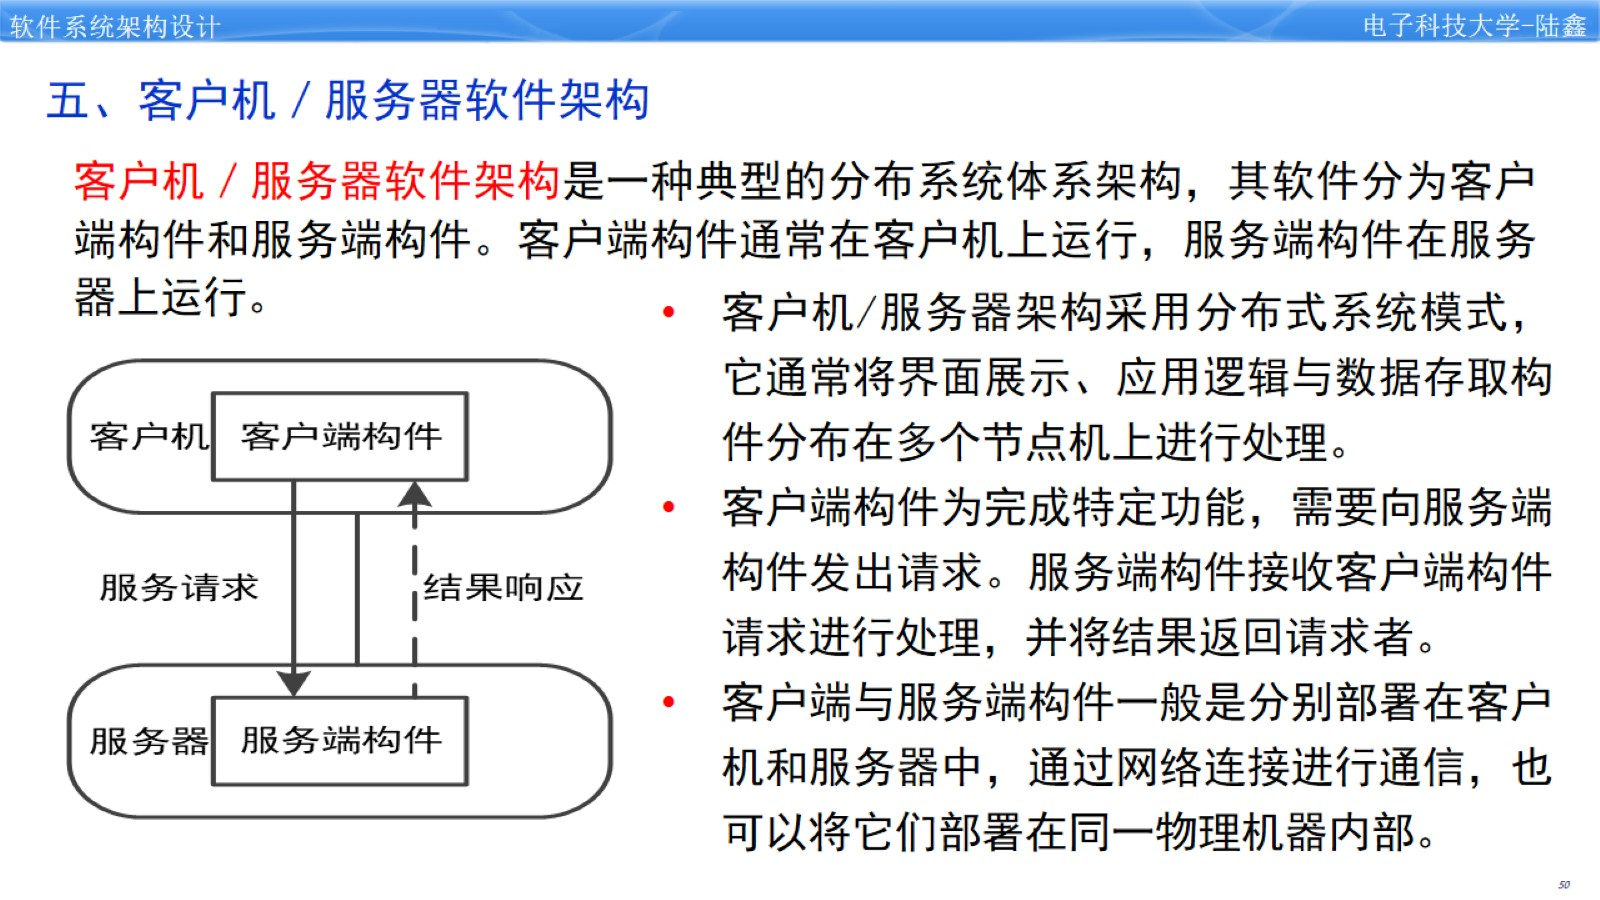 软件系统架构设计
电子科技大学-陆鑫
五、客户机/服务器软件架构
客户机/服务器软件架构是一种典型的分布系统体系架构，其软件分为客户
端构件和服务端构件。客户端构件通常在客户机上运行，服务端构件在服务
器上运行。
客户机
客户端构件
服务请求
结果响应
服务器
服务端构件
• 客户机/服务器架构采用分布式系统模式，
它通常将界面展示、应用逻辑与数据存取构
件分布在多个节点机上进行处理。
• 客户端构件为完成特定功能，需要向服务端
构件发出请求。服务端构件接收客户端构件
请求进行处理，并将结果返回请求者。
• 客户端与服务端构件一般是分别部署在客户
机和服务器中，通过网络连接进行通信，也
可以将它们部署在同一物理机器内部。
50